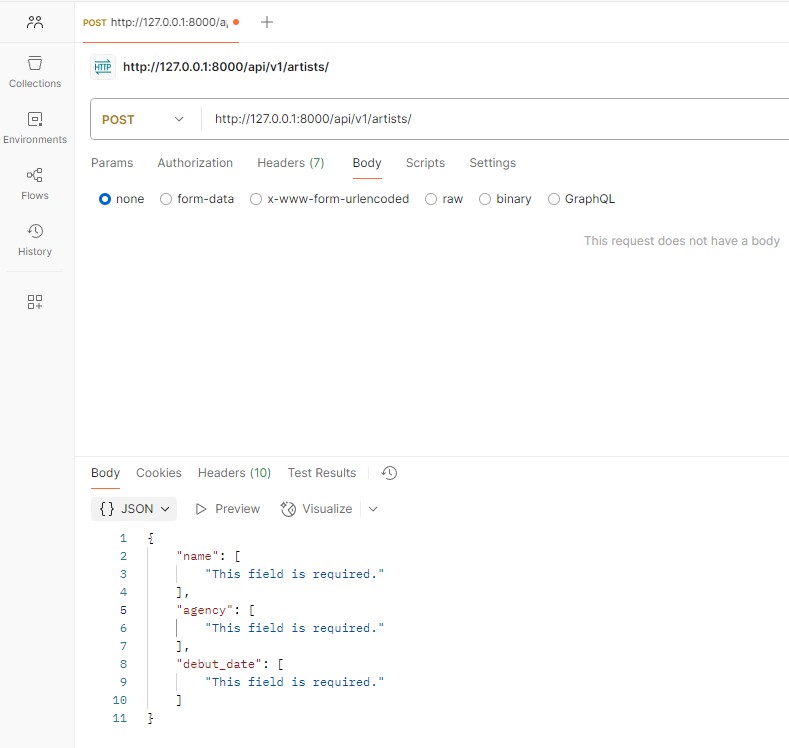 POST http://127.0.0.1:8000/a
http://127.0.0.1:8000/api/v1/artists/
Collections
Environments
Flows
History
POST http://127.0.0.1:8000/api/v1/artists/
Params Authorization Headers (7) Body Scripts Settings
none form-data x-www-form-urlencoded raw binary GraphQL
This request does not have a body
Body Cookies Headers (10) Test Results
{} JSON Preview Visualize
1 {
2 "name": [
3 "This field is required."
4 ],
5 "agency": [
6 "This field is required."
7 ],
8 "debut_date": [
9 "This field is required."
10 ]
11 }